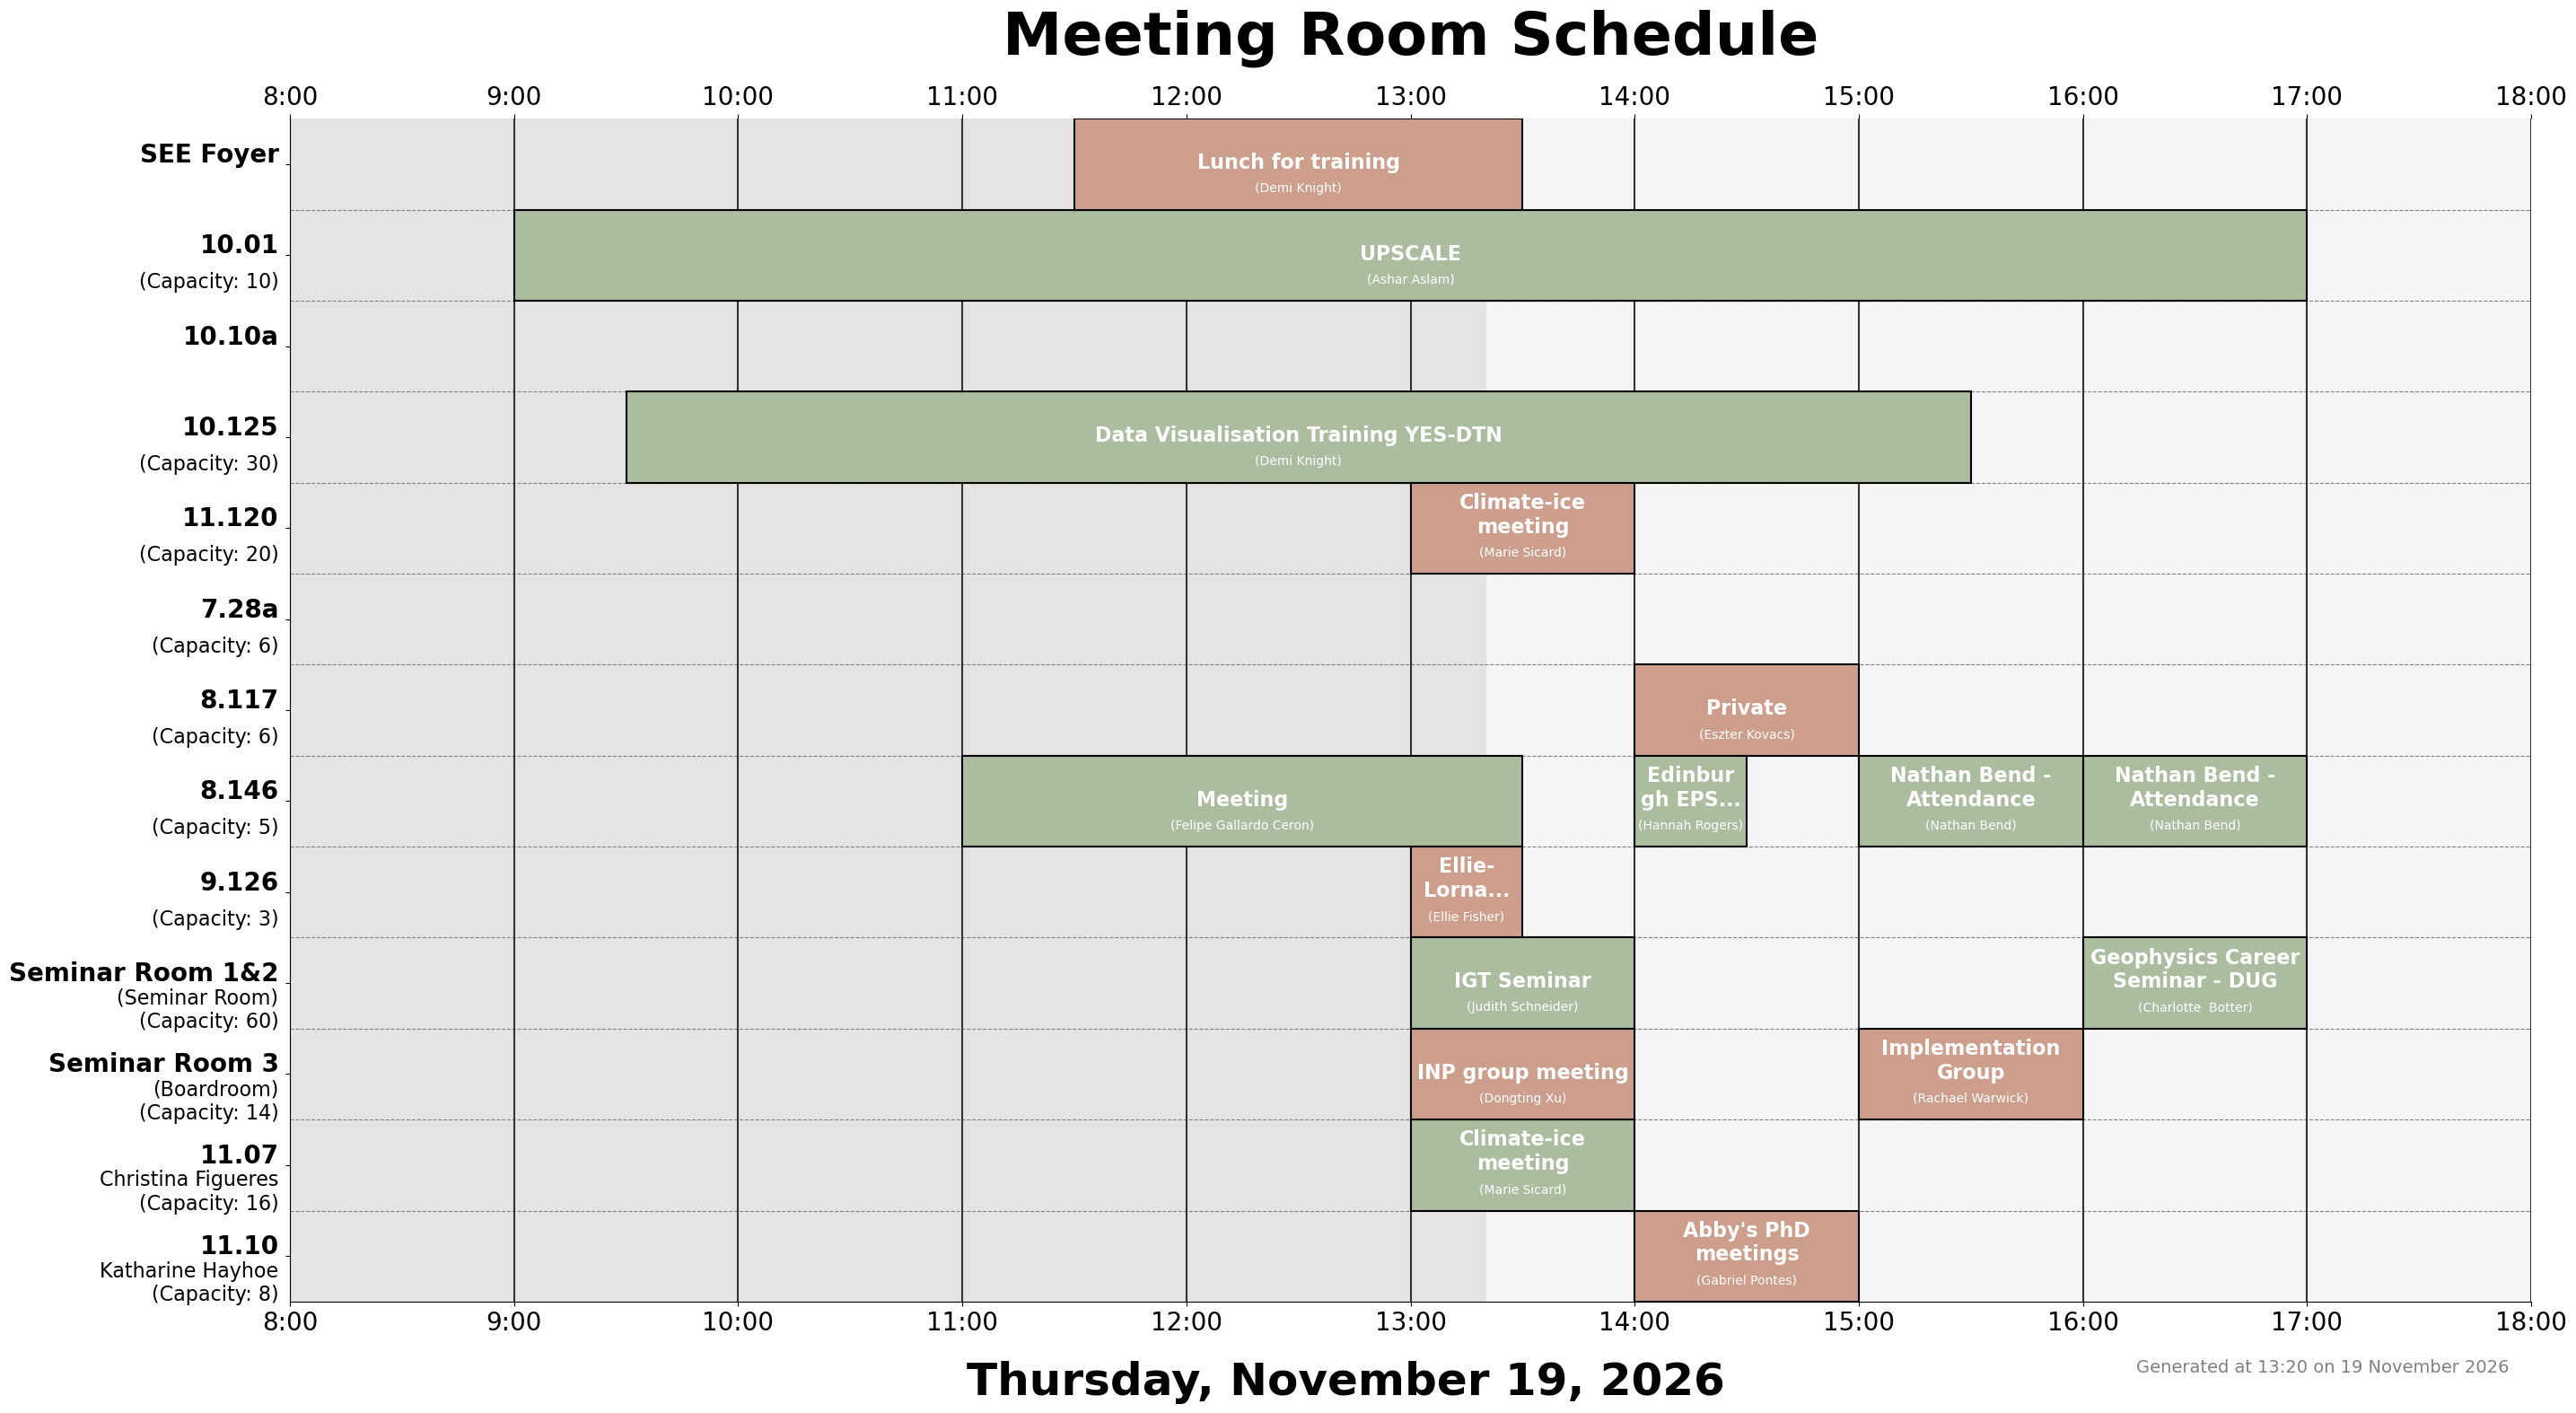 Meeting Room Schedule
8:00 9:00 10:00 11:00 12:00 13:00 14:00 15:00 16:00 17:00 18:00
SEE Foyer
Lunch for training
(Demi Knight)
10.01
(Capacity: 10)
UPSCALE
(Ashar Aslam)
10.10a
10.125
(Capacity: 30)
Data Visualisation Training YES-DTN
(Demi Knight)
11.120
(Capacity: 20)
Climate-ice
meeting
(Marie Sicard)
7.28a
(Capacity: 6)
8.117
(Capacity: 6)
Private
(Eszter Kovacs)
8.146
(Capacity: 5)
Meeting
(Felipe Gallardo Ceron)
Edinbur
gh EPS...
(Hannah Rogers)
Nathan Bend -
Attendance
(Nathan Bend)
Nathan Bend -
Attendance
(Nathan Bend)
9.126
(Capacity: 3)
Ellie-
Lorna...
(Ellie Fisher)
Seminar Room 1&2
(Seminar Room)
(Capacity: 60)
IGT Seminar
(Judith Schneider)
Geophysics Career
Seminar - DUG
(Charlotte  Botter)
Seminar Room 3
(Boardroom)
(Capacity: 14)
INP group meeting
(Dongting Xu)
Implementation
Group
(Rachael Warwick)
11.07
Christina Figueres
(Capacity: 16)
Climate-ice
meeting
(Marie Sicard)
11.10
Katharine Hayhoe
(Capacity: 8)
Abby's PhD
meetings
(Gabriel Pontes)
8:00 9:00 10:00 11:00 12:00 13:00 14:00 15:00 16:00 17:00 18:00
Thursday, November 19, 2026
Generated at 13:20 on 19 November 2026